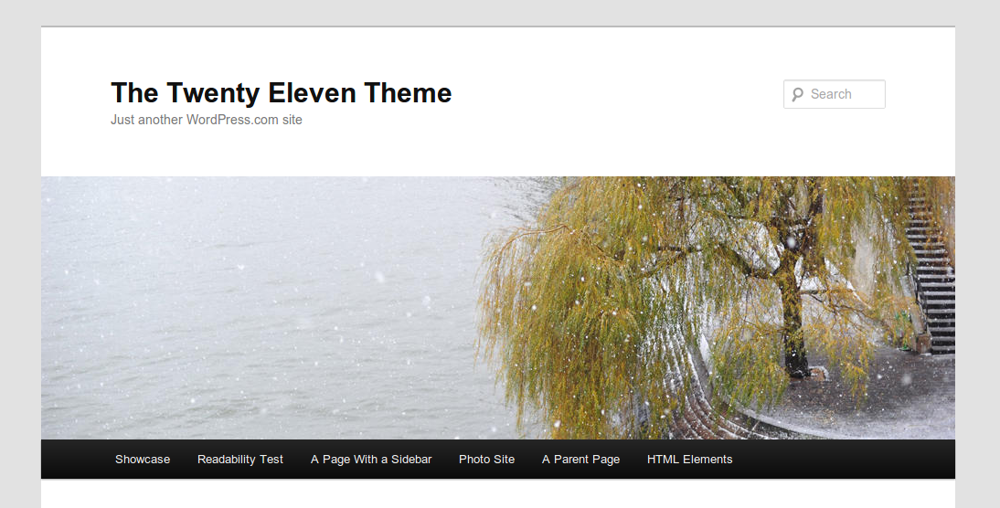 The Twenty Eleven Theme
Just another WordPress.com site
Search
Showcase Readability Test A Page With a Sidebar Photo Site A Parent Page HTML Elements